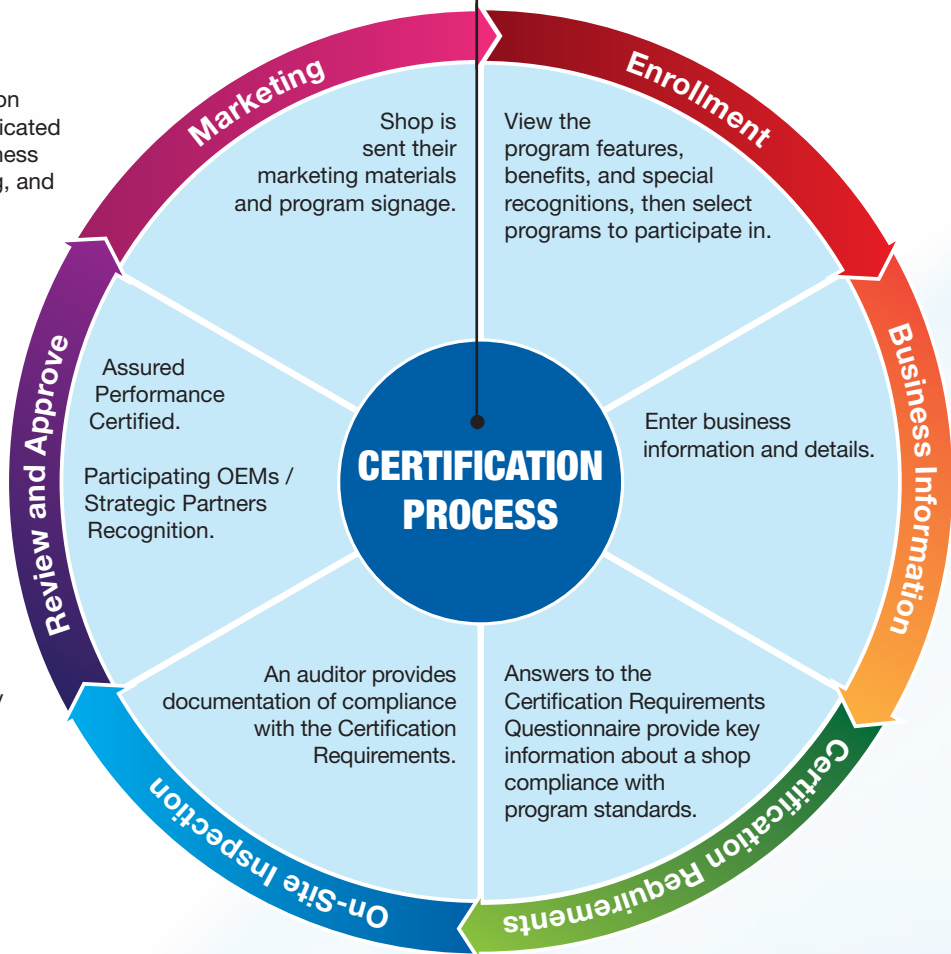 on
icated
ness
g, and
y
CERTIFICATION
PROCESS
Enrollment
View the
program features,
benefits, and special
recognitions, then select
programs to participate in.
Business Information
Enter business
information and details.
Certification Requirements
Answers to the
Certification Requirements
Questionnaire provide key
information about a shop
compliance with
program standards.
On-Site Inspection
An auditor provides
documentation of compliance
with the Certification
Requirements.
Review and Approve
Assured
Performance
Certified.
Participating OEMs /
Strategic Partners
Recognition.
Marketing
Shop is
sent their
marketing materials
and program signage.